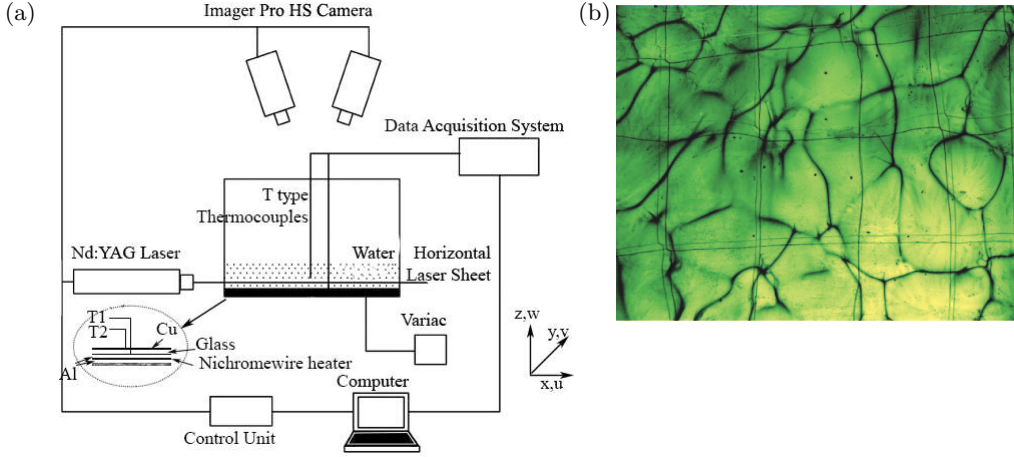 (a)
Imager Pro HS Camera
(b)
Data Acquisition System
T type
Thermocouples
Nd:YAG Laser
Water
Horizontal
Laser Sheet
Variac
T1
T2
Cu
Glass
Nichromewire heater
Al
z,w
y,v
x,u
Computer
Control Unit